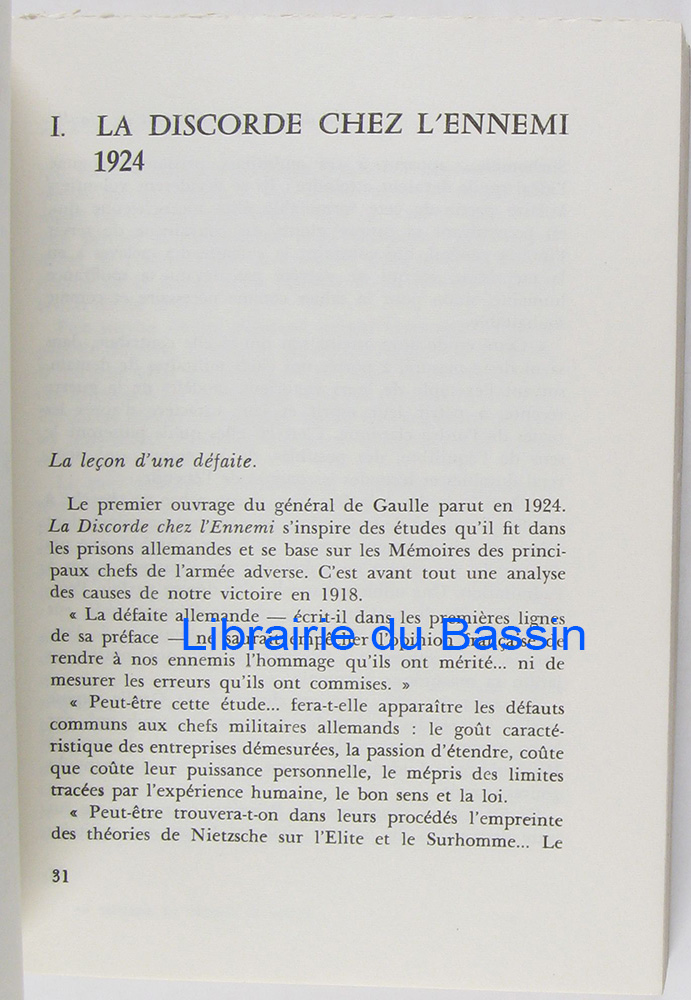 I. LA DISCORDE CHEZ L'ENNEMI
1924
La leçon d'une défaite.
Le premier ouvrage du général de Gaulle parut en 1924.
La Discorde chez l'Ennemi s'inspire des études qu'il fit dans
les prisons allemandes et se base sur les Mémoires des princi-
paux chefs de l'armée adverse. C'est avant tout une analyse
des causes de notre victoire en 1918.
« La défaite allemande — écrit-il dans les premières lignes
de sa préface — ne saurait empêcher l'opinion française de
Librairie du Bassin
rendre à nos ennemis l'hommage qu'ils ont mérité... ni de
mesurer les erreurs qu'ils ont commises. »
« Peut-être cette étude... fera-t-elle apparaître les défauts
communs aux chefs militaires allemands : le goût caracté-
ristique des entreprises démesurées, la passion d'étendre, coûte
que coûte leur puissance personnelle, le mépris des limites
tracées par l'expérience humaine, le bon sens et la loi.
« Peut-être trouvera-t-on dans leurs procédés l'empreinte
des théories de Nietzsche sur l'Elite et le Surhomme... Le
31